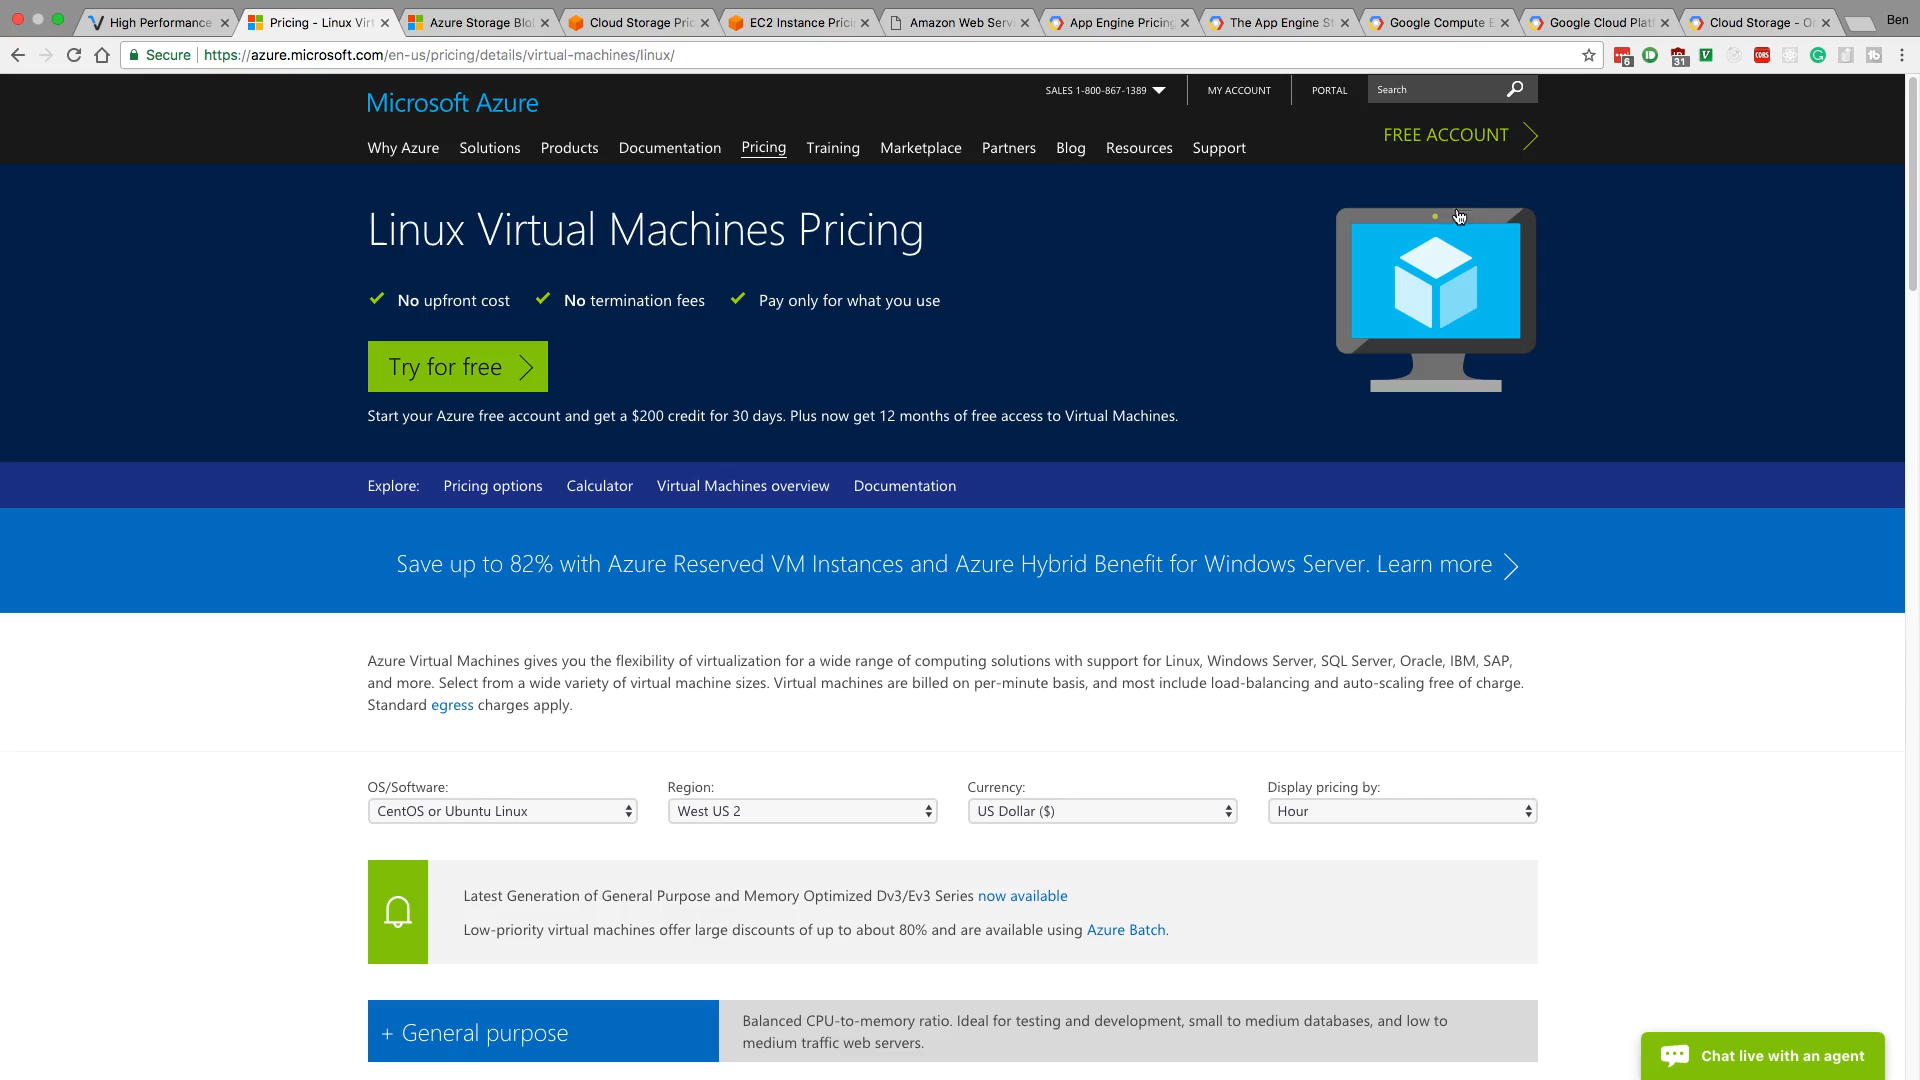 High Performance
Pricing - Linux Virt
Azure Storage Blo
Cloud Storage Pric
EC2 Instance Pricin
Amazon Web Servi
App Engine Pricing
The App Engine St
Google Compute E
Google Cloud Platf
Cloud Storage - On
Ben
Secure https://azure.microsoft.com/en-us/pricing/details/virtual-machines/linux/
6
31
CORS
Microsoft Azure
SALES 1-800-867-1389
MY ACCOUNT
PORTAL
Search
FREE ACCOUNT
Why Azure Solutions Products Documentation Pricing Training Marketplace Partners Blog Resources Support
Linux Virtual Machines Pricing
No upfront cost No termination fees Pay only for what you use
Try for free
Start your Azure free account and get a $200 credit for 30 days. Plus now get 12 months of free access to Virtual Machines.
Explore: Pricing options Calculator Virtual Machines overview Documentation
Save up to 82% with Azure Reserved VM Instances and Azure Hybrid Benefit for Windows Server. Learn more
Azure Virtual Machines gives you the flexibility of virtualization for a wide range of computing solutions with support for Linux, Windows Server, SQL Server, Oracle, IBM, SAP,
and more. Select from a wide variety of virtual machine sizes. Virtual machines are billed on per-minute basis, and most include load-balancing and auto-scaling free of charge.
Standard egress charges apply.
OS/Software: Region: Currency: Display pricing by:
CentOS or Ubuntu Linux West US 2 US Dollar ($) Hour
Latest Generation of General Purpose and Memory Optimized Dv3/Ev3 Series now available
Low-priority virtual machines offer large discounts of up to about 80% and are available using Azure Batch.
+ General purpose
Balanced CPU-to-memory ratio. Ideal for testing and development, small to medium databases, and low to
medium traffic web servers.
Chat live with an agent